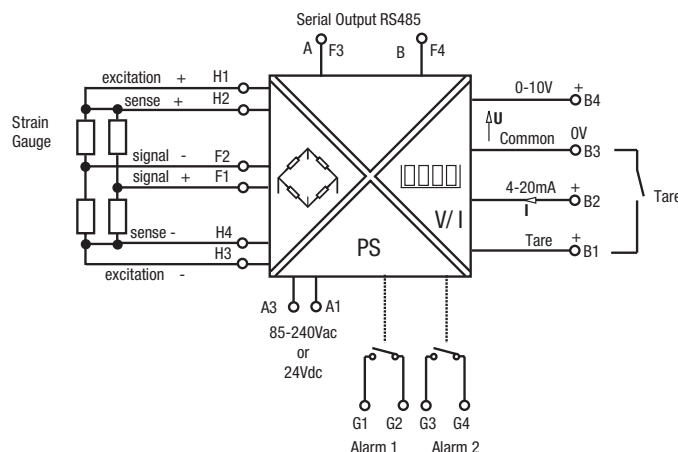 Serial Output RS485
A F3 B F4
excitation + H1
sense + H2
Strain
Gauge
signal - F2
signal + F1
sense - H4
H3
excitation -
0-10V + B4
U
Common 0V B3
4-20mA + B2
I
Tare
Tare + B1
V/ I
PS
A3 A1
85-240Vac
or
24Vdc
G1 G2 G3 G4
Alarm 1 Alarm 2